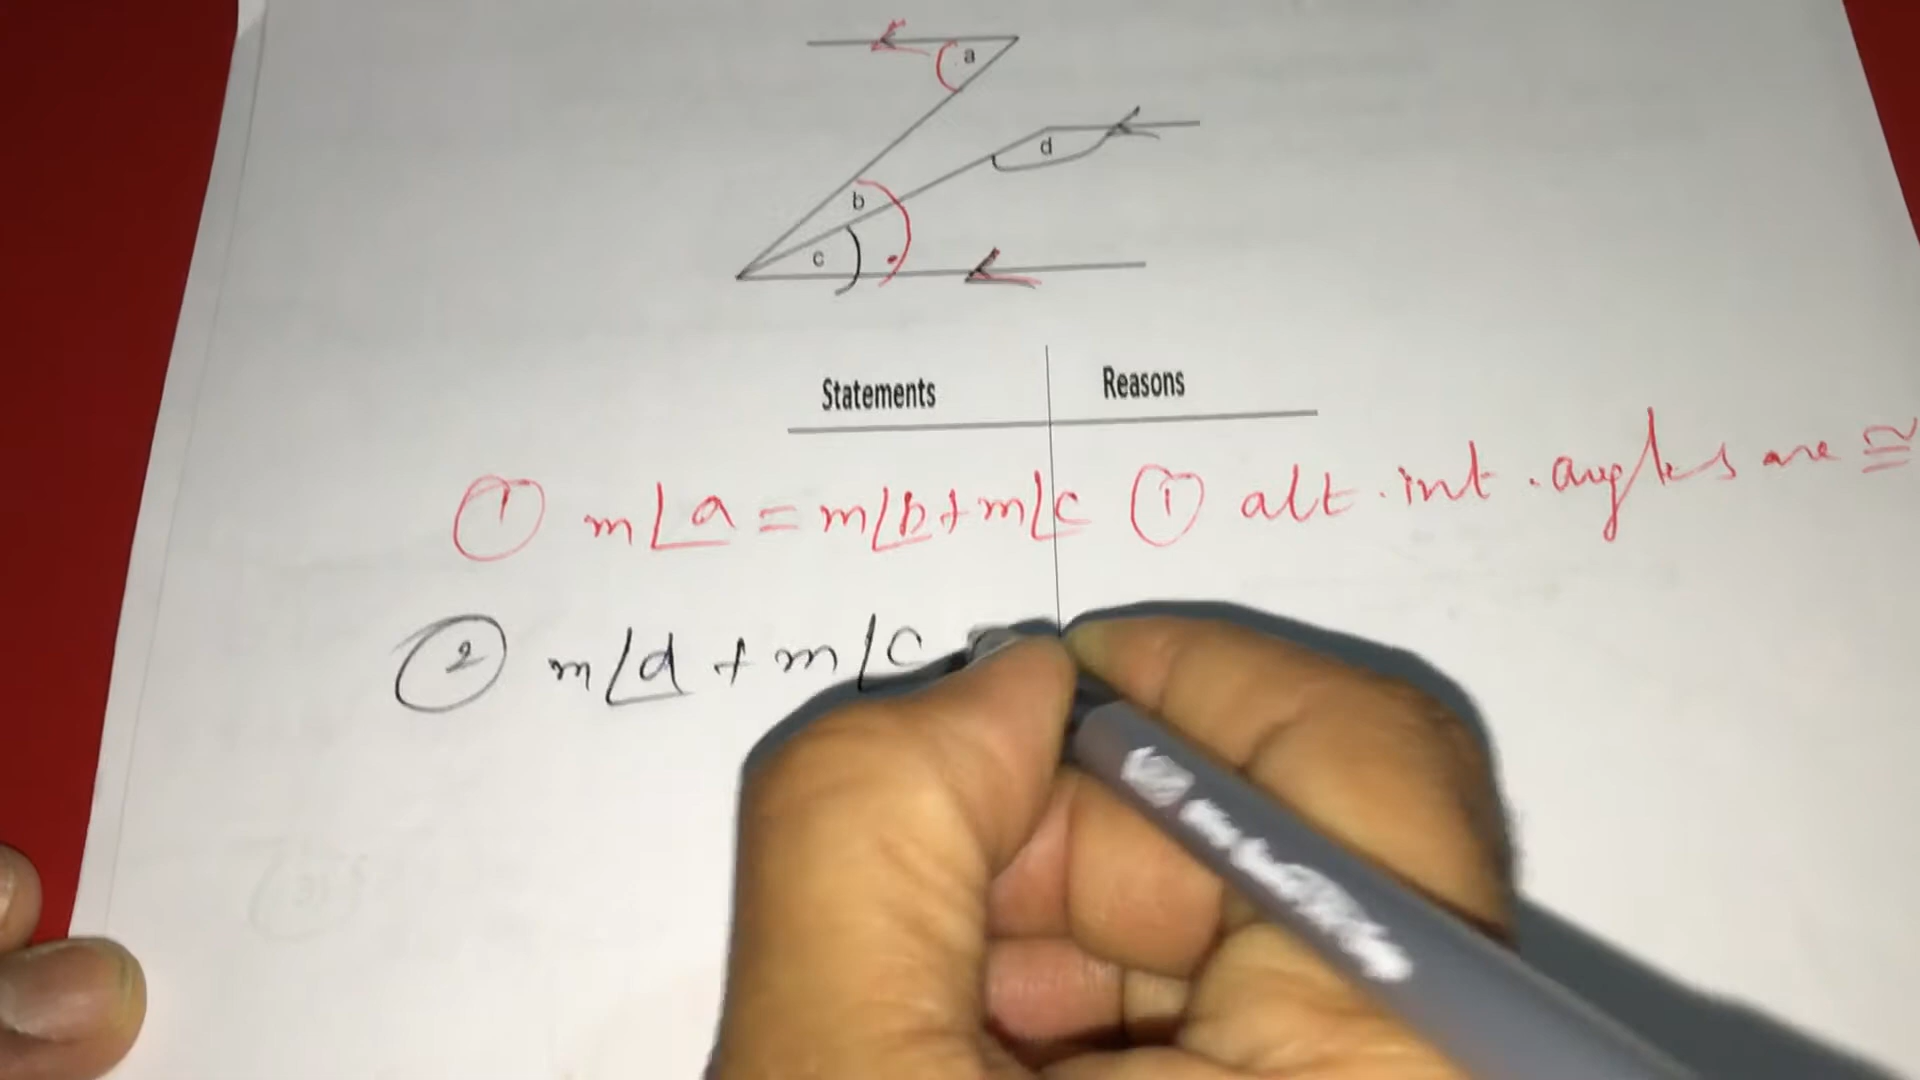 a
d
b
c
Statements Reasons
① m∠a = m∠b + m∠c ① alt. int. angles are ≅
② m∠d + m∠c